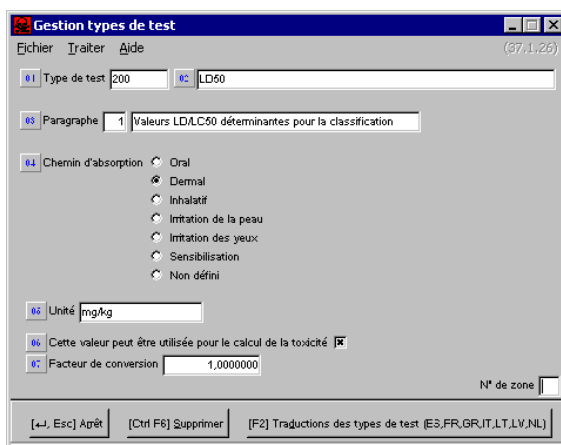 Gestion types de test
Fichier Traiter Aide (37.1.26)
01 Type de test 200 02 LD50
03 Paragraphe 1 Valeurs LD/LC50 déterminantes pour la classification
04 Chemin d'absorption Oral
Dermal
Inhalatif
Irritation de la peau
Irritation des yeux
Sensibilisation
Non défini
05 Unité mg/kg
06 Cette valeur peut être utilisée pour le calcul de la toxicité
07 Facteur de conversion 1,0000000
N° de zone
[↵, Esc] Arrêt [Ctrl F6] Supprimer [F2] Traductions des types de test (ES,FR,GR,IT,LT,LV,NL)